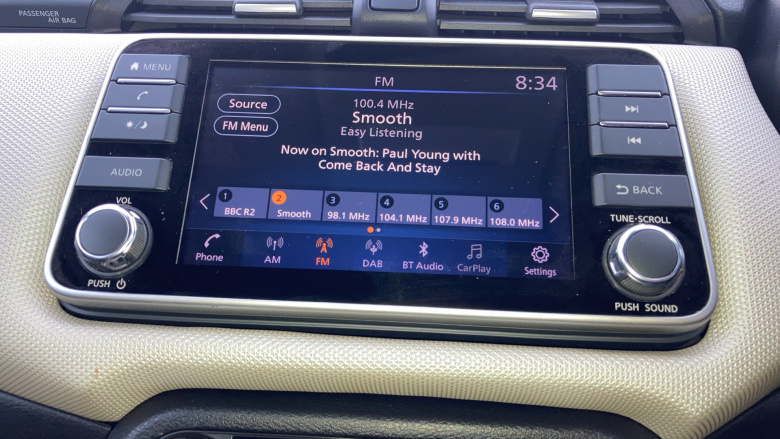 PASSENGER
AIR BAG
MENU
AUDIO
VOL
PUSH
FM
8:34
Source
FM Menu
100.4 MHz
Smooth
Easy Listening
Now on Smooth: Paul Young with
Come Back And Stay
1
BBC R2
2
Smooth
3
98.1 MHz
4
104.1 MHz
5
107.9 MHz
6
108.0 MHz
Phone
AM
FM
DAB
BT Audio
CarPlay
Settings
BACK
TUNE·SCROLL
PUSH SOUND